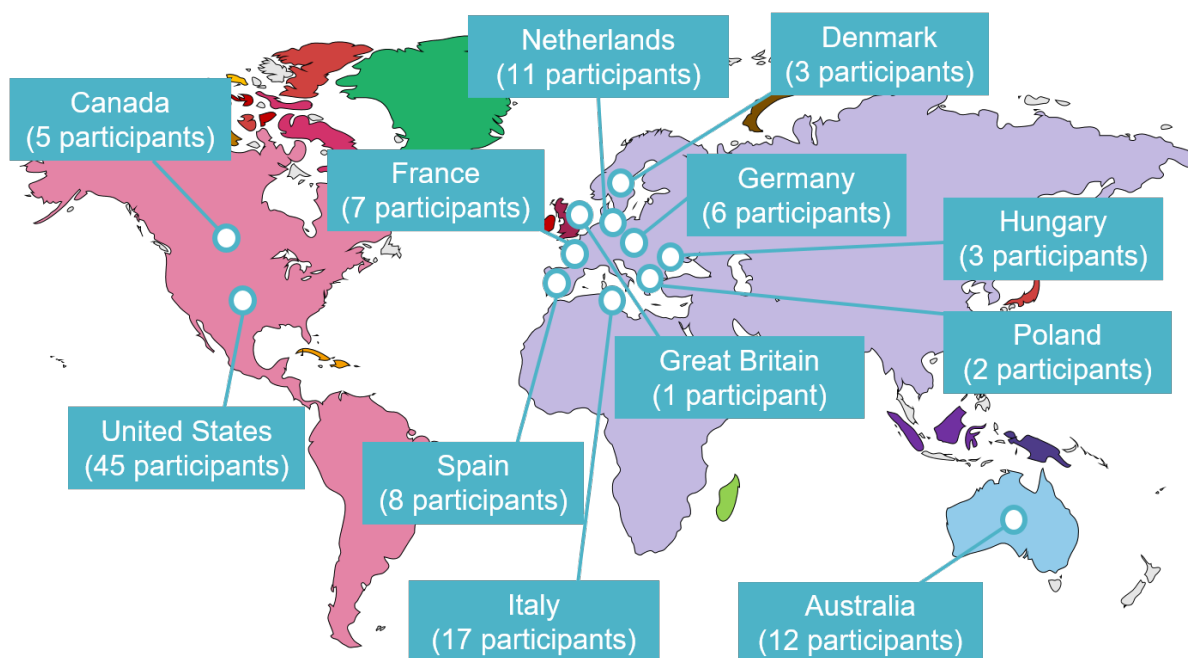 Netherlands
(11 participants)
Denmark
(3 participants)
Canada
(5 participants)
France
(7 participants)
Germany
(6 participants)
Hungary
(3 participants)
Great Britain
(1 participant)
Poland
(2 participants)
United States
(45 participants)
Spain
(8 participants)
Italy
(17 participants)
Australia
(12 participants)